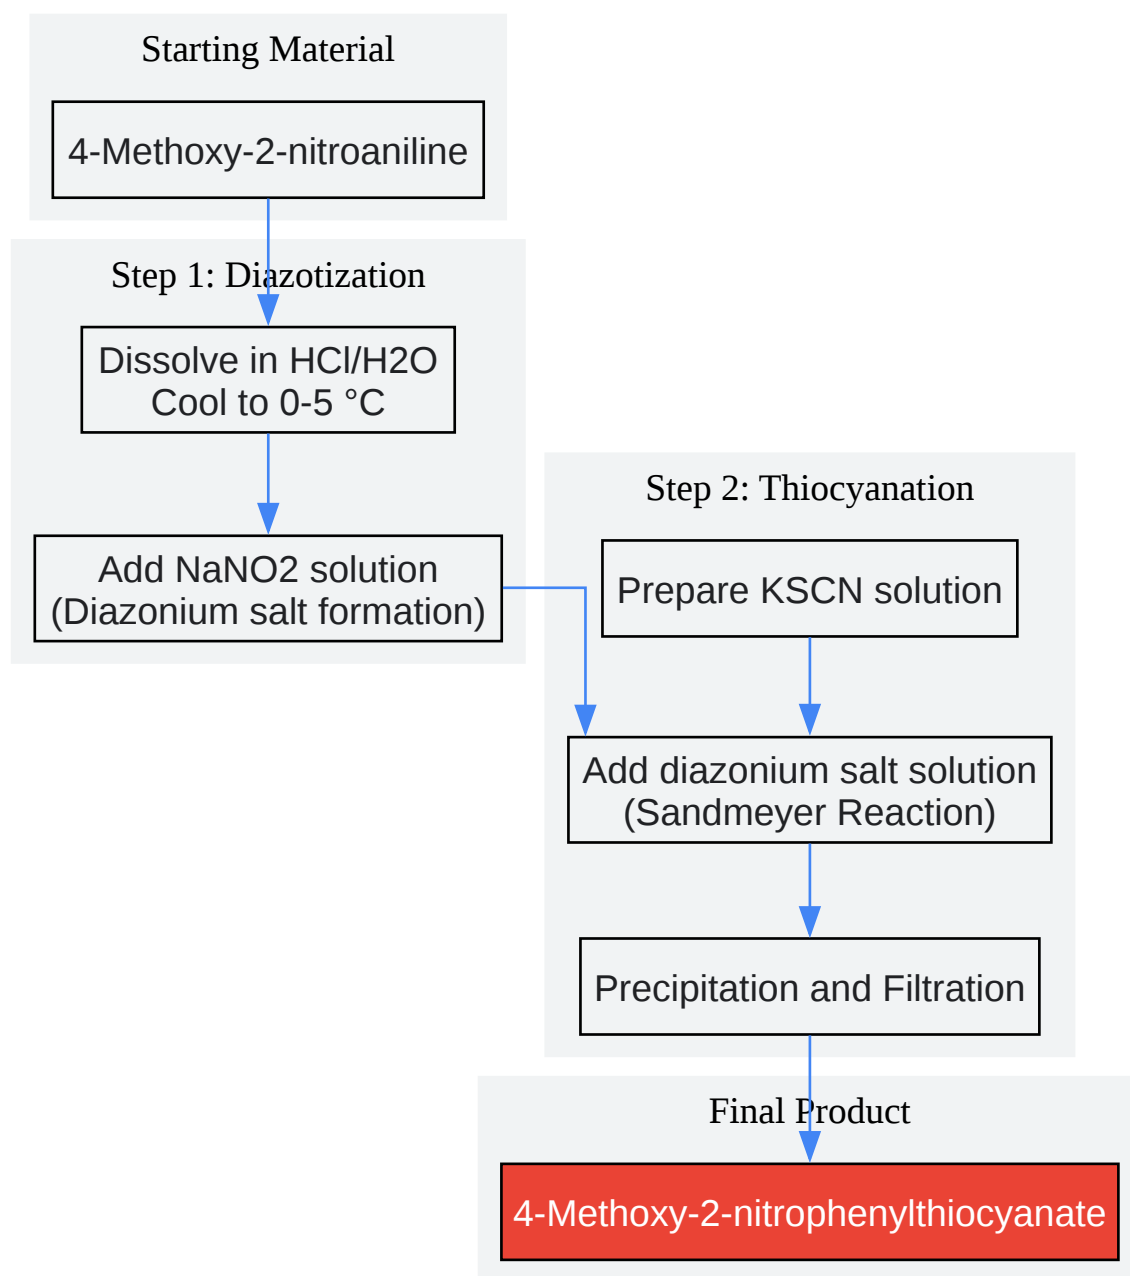 Starting Material
4-Methoxy-2-nitroaniline
Step 1: Diazotization
Dissolve in HCl/H2O
Cool to 0-5 °C
Add NaNO2 solution
(Diazonium salt formation)
Step 2: Thiocyanation
Prepare KSCN solution
Add diazonium salt solution
(Sandmeyer Reaction)
Precipitation and Filtration
Final Product
4-Methoxy-2-nitrophenylthiocyanate